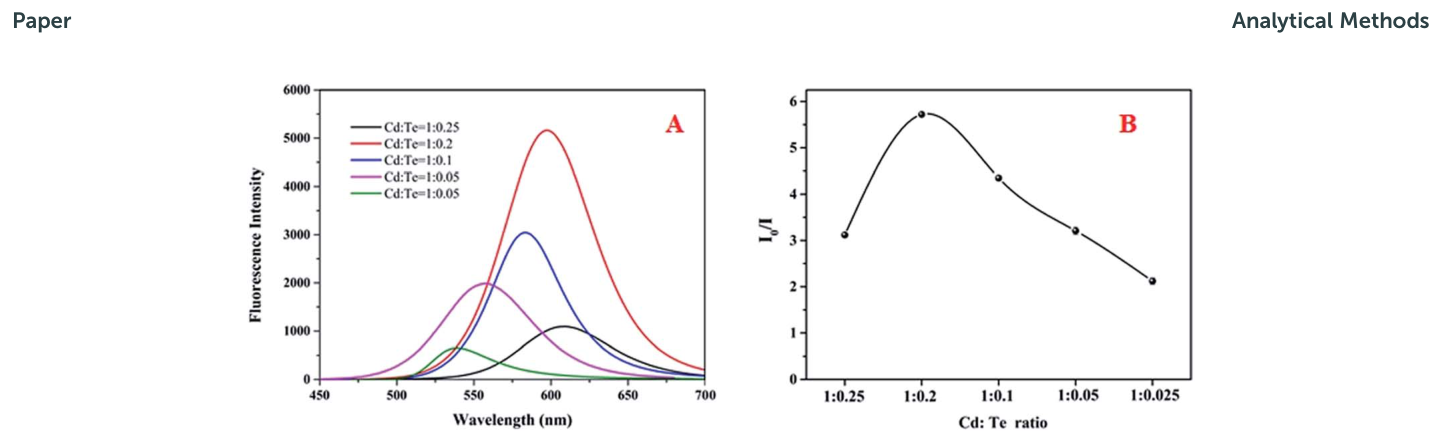 Paper
Analytical Methods
A
Cd:Te=1:0.25
Cd:Te=1:0.2
Cd:Te=1:0.1
Cd:Te=1:0.05
Cd:Te=1:0.05
Fluorescence Intensity
6000
5000
4000
3000
2000
1000
0
450 500 550 600 650 700
Wavelength (nm)
B
I₀/I
6
5
4
3
2
1
0
1:0.25 1:0.2 1:0.1 1:0.05 1:0.025
Cd: Te ratio